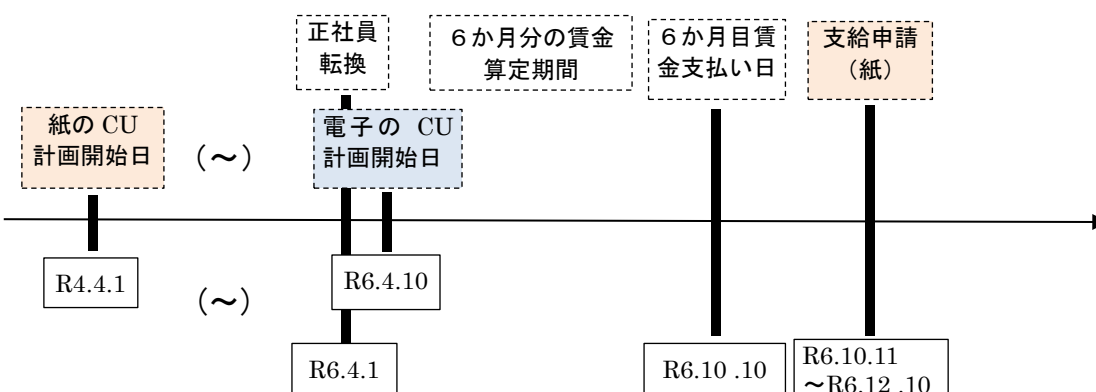 正社員
転換
６か月分の賃金
算定期間
６か月目賃
金支払い日
支給申請
（紙）
紙の CU
計画開始日
（～）
電子の CU
計画開始日
R4.4.1
（～）
R6.4.10
R6.4.1
R6.10 .10
R6.10.11
～R6.12 .10